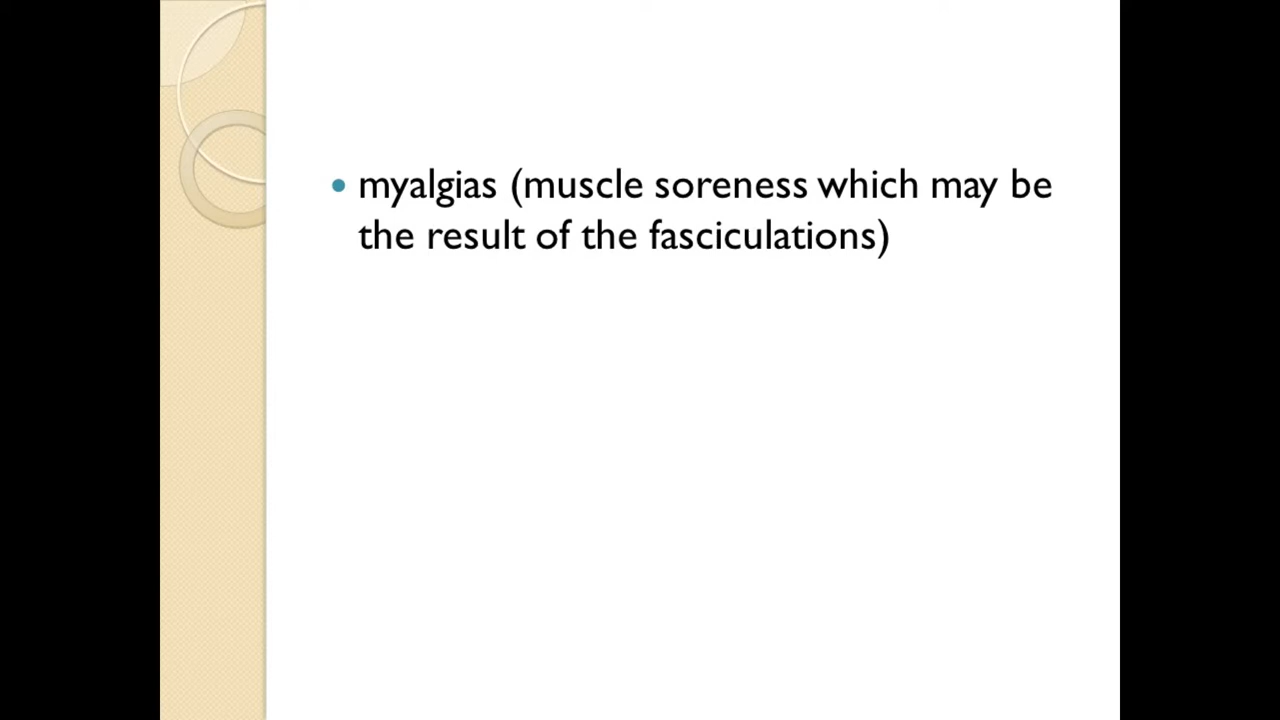 • myalgias (muscle soreness which may be
the result of the fasciculations)